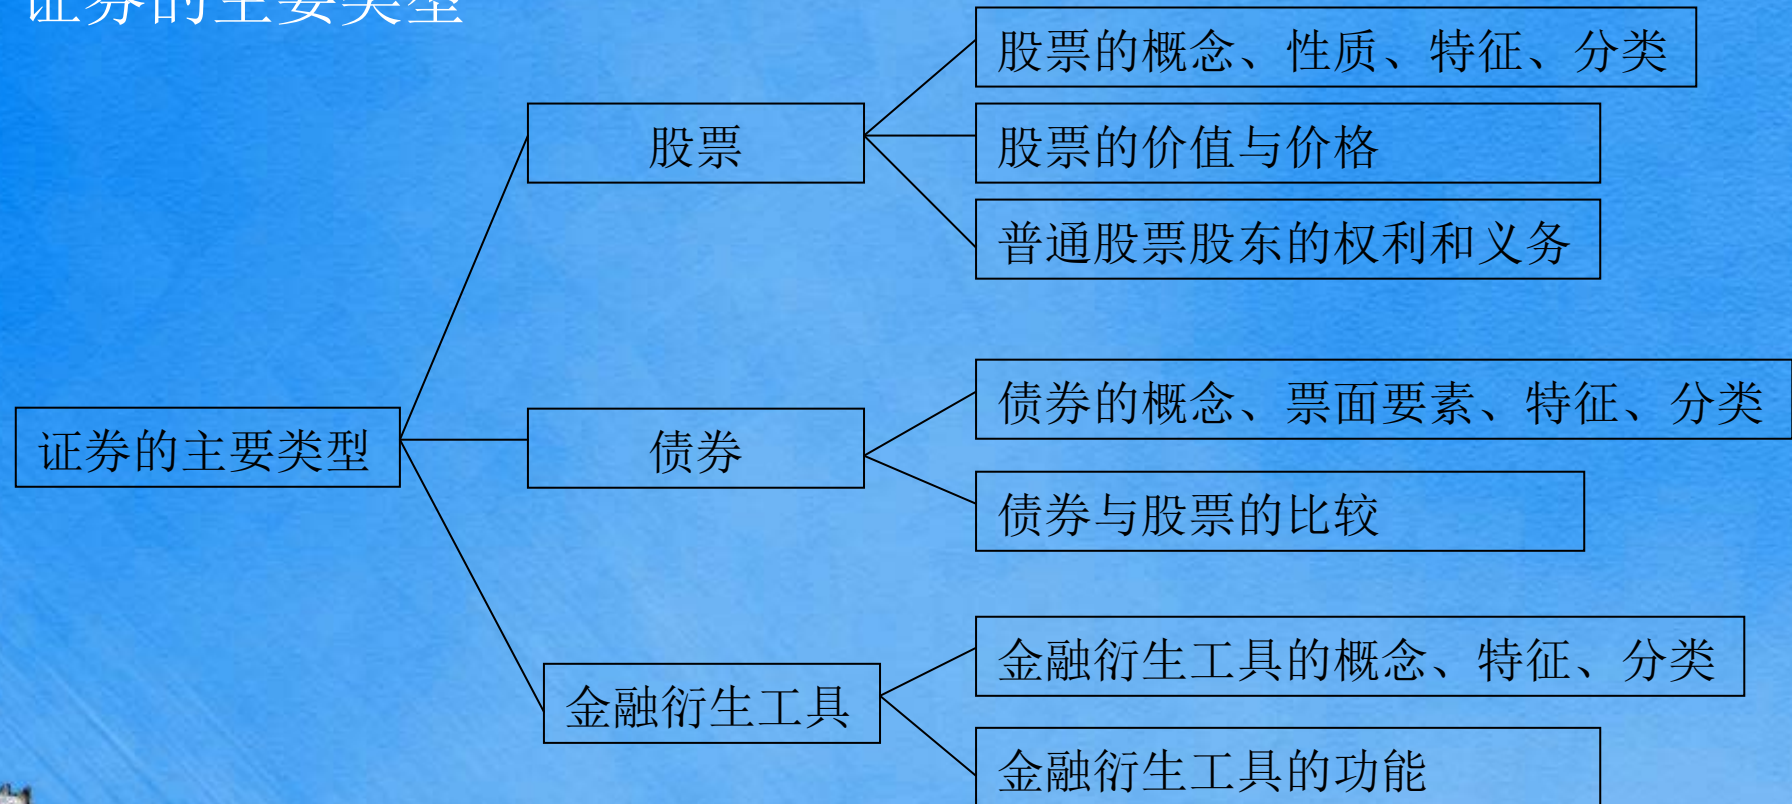 证券的主要类型
股票的概念、性质、特征、分类
股票
股票的价值与价格
普通股票股东的权利和义务
债券的概念、票面要素、特征、分类
证券的主要类型
债券
债券与股票的比较
金融衍生工具的概念、特征、分类
金融衍生工具
金融衍生工具的功能